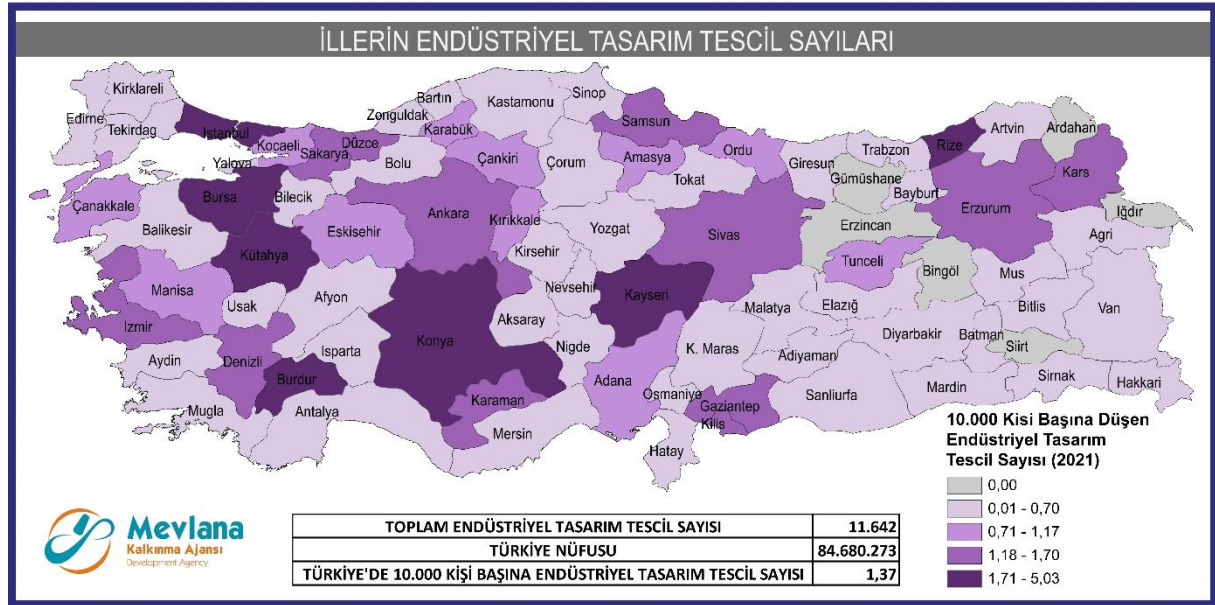 İLLERİN ENDÜSTRİYEL TASARIM TESCİL SAYILARI
Kirklareli
Edirne
Tekirdag
Istanbul
Kocaeli
Yalova
Sakarya
Düzce
Zonguldak
Bartın
Karabük
Kastamonu
Sinop
Samsun
Bolu
Çankiri
Çorum
Amasya
Ordu
Tokat
Giresun
Trabzon
Gümüshane
Bayburt
Rize
Artvin
Ardahan
Kars
Iğdır
Çanakkale
Balikesir
Bursa
Bilecik
Kütahya
Eskisehir
Ankara
Kırıkkale
Kirsehir
Yozgat
Sivas
Erzincan
Erzurum
Agri
Tunceli
Bingöl
Mus
Manisa
Usak
Afyon
Izmir
Aydin
Denizli
Isparta
Burdur
Mugla
Antalya
Konya
Aksaray
Nevsehir
Nigde
Kayseri
Karaman
Mersin
Adana
Osmaniye
Hatay
K. Maras
Malatya
Elazığ
Adiyaman
Gaziantep
Kilis
Sanliurfa
Diyarbakir
Batman
Mardin
Siirt
Bitlis
Van
Sirnak
Hakkari
10.000 Kisi Başına Düşen
Endüstriyel Tasarım
Tescil Sayısı (2021)
0,00
0,01 - 0,70
0,71 - 1,17
1,18 - 1,70
1,71 - 5,03
Mevlana
Kalkınma Ajansı
Development Agency
TOPLAM ENDÜSTRİYEL TASARIM TESCİL SAYISI 11.642
TÜRKİYE NÜFUSU 84.680.273
TÜRKİYE'DE 10.000 KİŞİ BAŞINA ENDÜSTRİYEL TASARIM TESCİL SAYISI 1,37